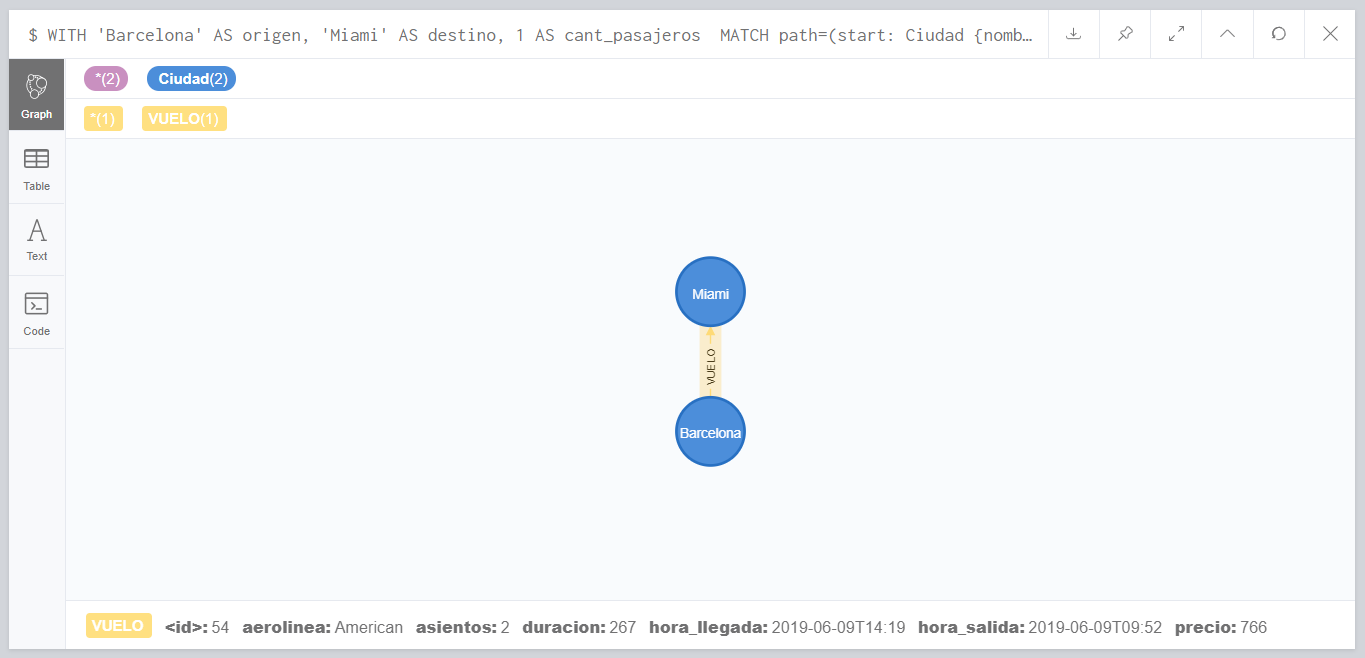 $ WITH 'Barcelona' AS origen, 'Miami' AS destino, 1 AS cant_pasajeros  MATCH path=(start: Ciudad {nomb…
Graph
*(2) Ciudad(2)
*(1) VUELO(1)
Table
Text
Code
Miami
VUELO
Barcelona
VUELO <id>: 54 aerolinea: American asientos: 2 duracion: 267 hora_llegada: 2019-06-09T14:19 hora_salida: 2019-06-09T09:52 precio: 766